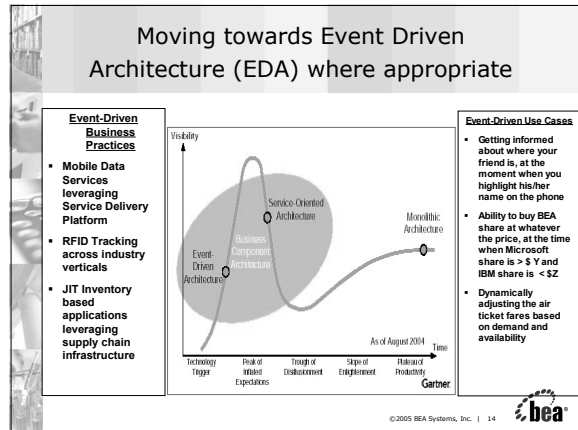 Moving towards Event Driven
Architecture (EDA) where appropriate
Event-Driven
Business
Practices
▪ Mobile Data
Services
leveraging
Service Delivery
Platform
▪ RFID Tracking
across industry
verticals
▪ JIT Inventory
based
applications
leveraging
supply chain
infrastructure
Visibility
Service-Oriented
Architecture
Monolithic
Architecture
Business
Component
Architecture
Event-
Driven
Architecture
As of August 2004
Time
Technology
Trigger
Peak of
Inflated
Expectations
Trough of
Disillusionment
Slope of
Enlightenment
Plateau of
Productivity
Gartner
Event-Driven Use Cases
▪ Getting informed
about where your
friend is, at the
moment when you
highlight his/her
name on the phone
▪ Ability to buy BEA
share at whatever
the price, at the time
when Microsoft
share is > $ Y and
IBM share is < $Z
▪ Dynamically
adjusting the air
ticket fares based
on demand and
availability
©2005 BEA Systems, Inc. | 14
bea